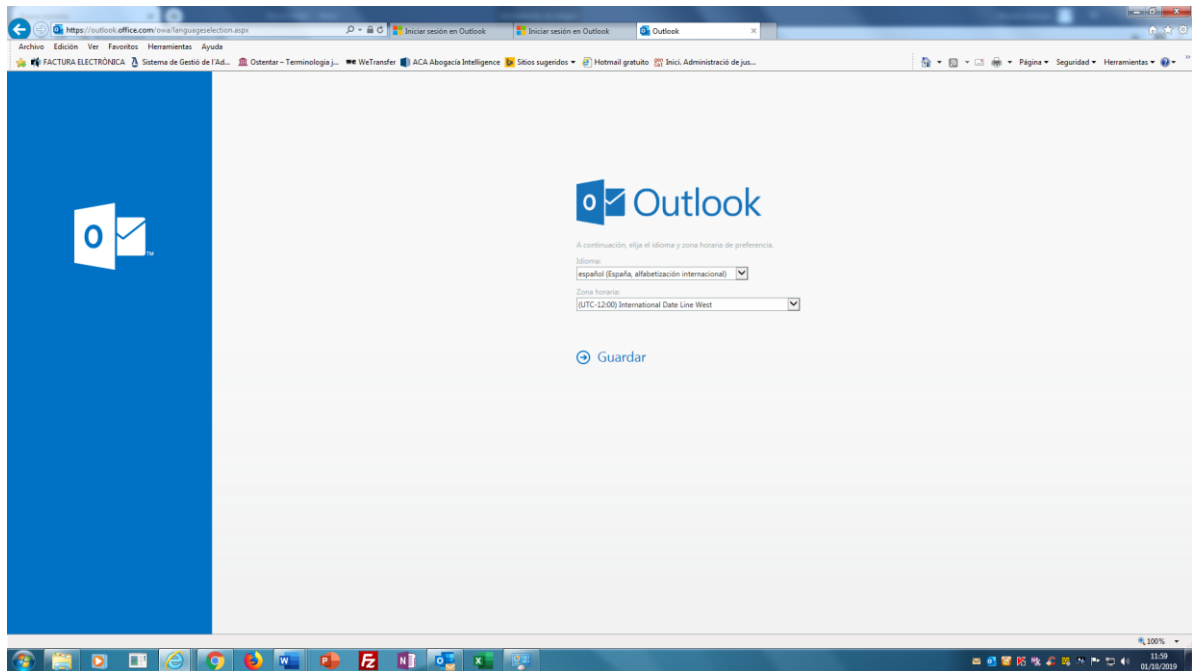 https://outlook.office.com/owa/languageselection.aspx
Iniciar sesión en Outlook
Iniciar sesión en Outlook
Outlook
Archivo Edición Ver Favoritos Herramientas Ayuda
FACTURA ELECTRÒNICA Sistema de Gestió de l'Ad... Ostentar – Terminologia j... we WeTransfer ACA Abogacía Intelligence Sitios sugeridos Hotmail gratuito Inici. Administració de jus... Página Seguridad Herramientas
Outlook
A continuación, elija el idioma y zona horaria de preferencia.
Idioma:
español (España, alfabetización internacional)
Zona horaria:
(UTC-12:00) International Date Line West
Guardar
100%
11:59
01/10/2019